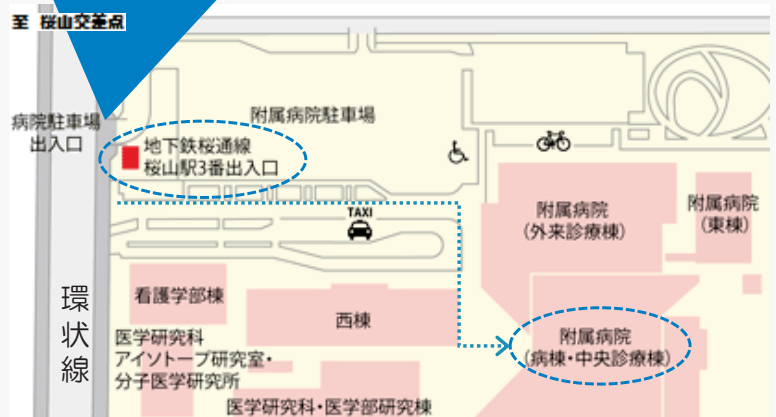 至 桜山交差点
病院駐車場
出入口
附属病院駐車場
地下鉄桜通線
桜山駅3番出入口
TAXI
附属病院
(外来診療棟)
附属病院
(東棟)
環状線
看護学部棟
西棟
医学研究科
アイソトープ研究室・
分子医学研究所
附属病院
(病棟・中央診療棟)
医学研究科・医学部研究棟